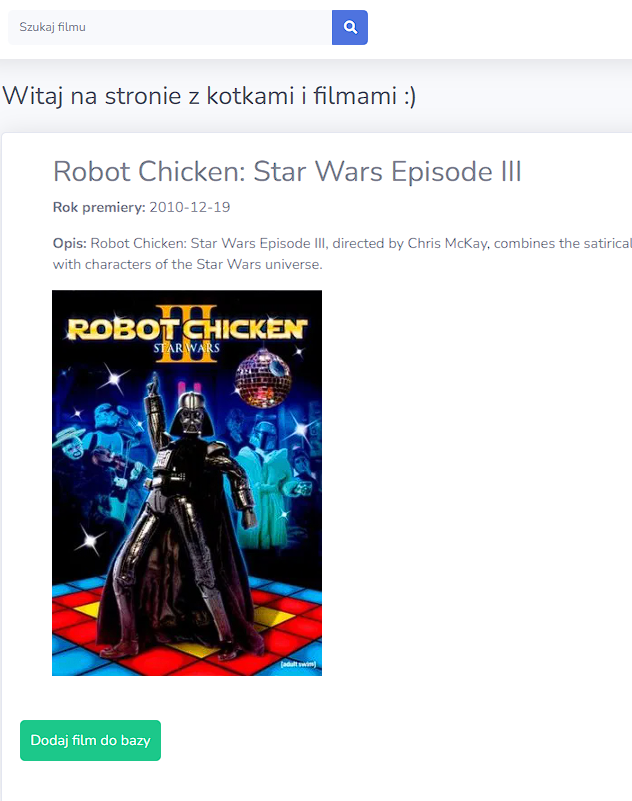 Szukaj filmu
Witaj na stronie z kotkami i filmami :)
Robot Chicken: Star Wars Episode III
Rok premiery: 2010-12-19
Opis: Robot Chicken: Star Wars Episode III, directed by Chris McKay, combines the satirical
with characters of the Star Wars universe.
III
ROBOT CHICKEN
STAR WARS
[adult swim]
Dodaj film do bazy